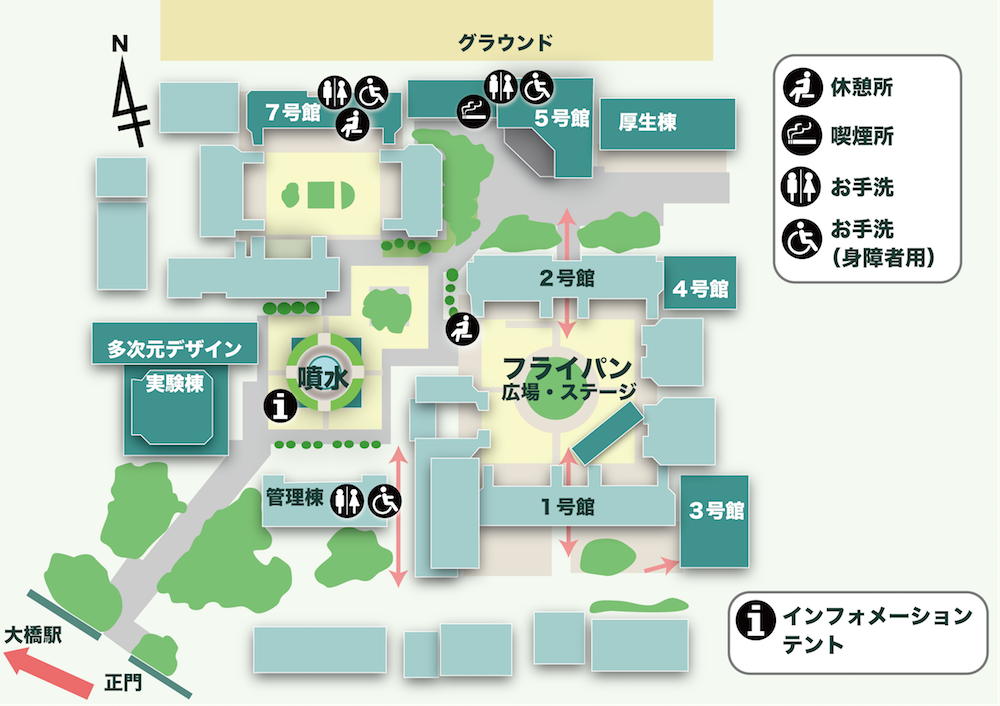 グラウンド
N
7号館
5号館
厚生棟
休憩所
喫煙所
お手洗
お手洗
(身障者用)
2号館
4号館
多次元デザイン
実験棟
噴水
フライパン
広場・ステージ
i
管理棟
1号館
3号館
i
インフォメーション
テント
大橋駅
正門